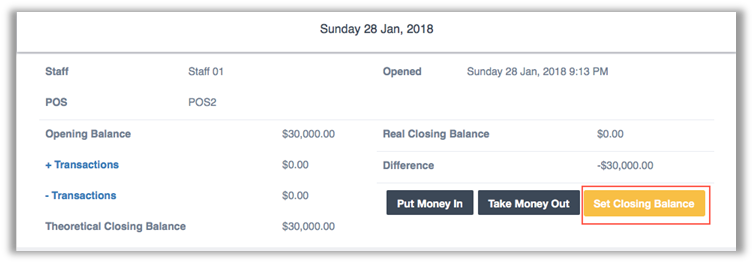 Sunday 28 Jan, 2018
Staff Staff 01 Opened Sunday 28 Jan, 2018 9:13 PM
POS POS2
Opening Balance $30,000.00 Real Closing Balance $0.00
+ Transactions $0.00 Difference -$30,000.00
- Transactions $0.00 Put Money In Take Money Out Set Closing Balance
Theoretical Closing Balance $30,000.00